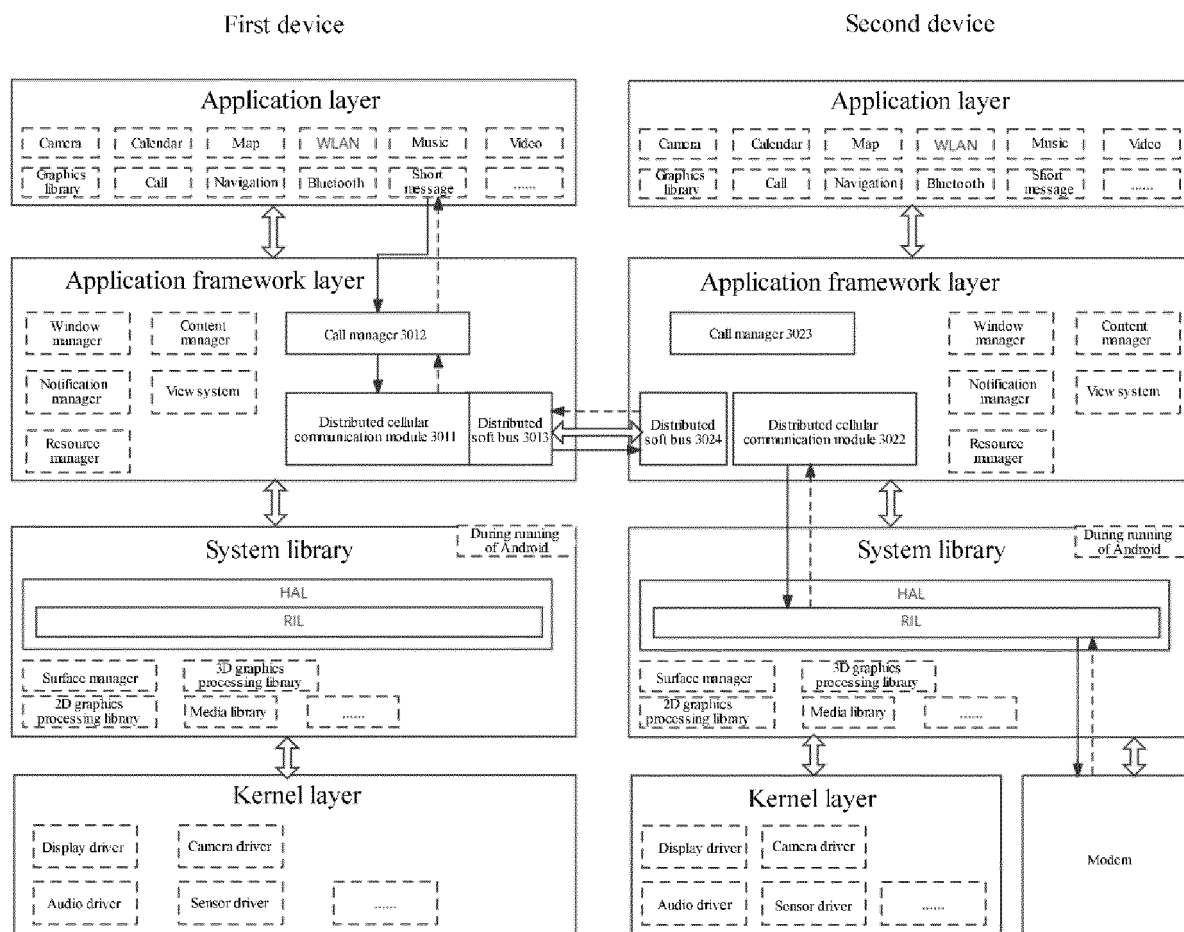 First device
Second device
Application layer
Camera
Calendar
Map
WLAN
Music
Video
Graphics
library
Call
Navigation
Bluetooth
Short
message
......
Application framework layer
Window
manager
Content
manager
Call manager 3012
Notification
manager
View system
Distributed cellular
communication module 3011
Distributed
soft bus 3013
Resource
manager
During running
of Android
System library
HAL
RIL
Surface manager
3D graphics
processing library
2D graphics
processing library
Media library
......
Kernel layer
Display driver
Camera driver
Audio driver
Sensor driver
......
Application layer
Camera
Calendar
Map
WLAN
Music
Video
Graphics
library
Call
Navigation
Bluetooth
Short
message
......
Application framework layer
Call manager 3023
Window
manager
Content
manager
Distributed
soft bus 3024
Distributed cellular
communication module 3022
Notification
manager
View system
Resource
manager
During running
of Android
System library
HAL
RIL
Surface manager
3D graphics
processing library
2D graphics
processing library
Media library
......
Kernel layer
Display driver
Camera driver
Audio driver
Sensor driver
......
Modem